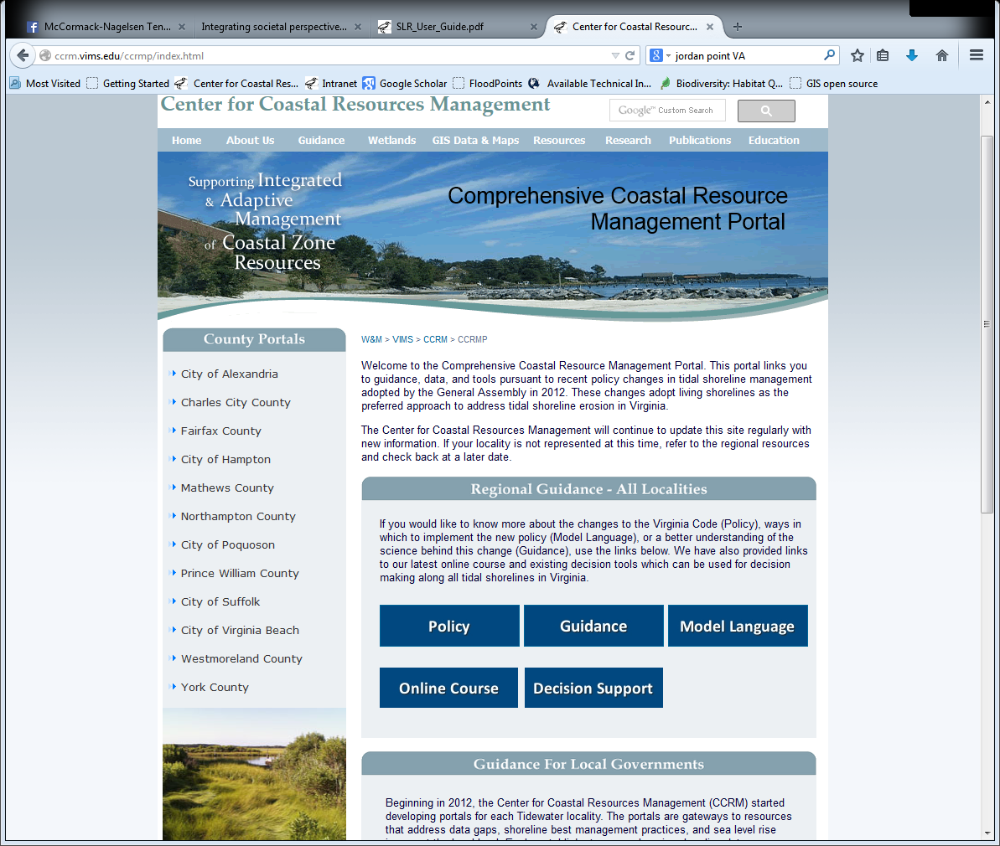 McCormack-Nagelsen Ten...
Integrating societal perspective...
SLR_User_Guide.pdf
Center for Coastal Resourc...
ccrm.vims.edu/ccrmp/index.html
jordan point VA
Most Visited
Getting Started
Center for Coastal Res...
Intranet
Google Scholar
FloodPoints
Available Technical In...
Biodiversity: Habitat Q...
GIS open source
Center for Coastal Resources Management
Google™ Custom Search
Home About Us Guidance Wetlands GIS Data & Maps Resources Research Publications Education
Supporting Integrated
& Adaptive
Management
of Coastal Zone
Resources
Comprehensive Coastal Resource
Management Portal
County Portals
City of Alexandria
Charles City County
Fairfax County
City of Hampton
Mathews County
Northampton County
City of Poquoson
Prince William County
City of Suffolk
City of Virginia Beach
Westmoreland County
York County
W&M > VIMS > CCRM > CCRMP
Welcome to the Comprehensive Coastal Resource Management Portal. This portal links you
to guidance, data, and tools pursuant to recent policy changes in tidal shoreline management
adopted by the General Assembly in 2012. These changes adopt living shorelines as the
preferred approach to address tidal shoreline erosion in Virginia.
The Center for Coastal Resources Management will continue to update this site regularly with
new information. If your locality is not represented at this time, refer to the regional resources
and check back at a later date.
Regional Guidance - All Localities
If you would like to know more about the changes to the Virginia Code (Policy), ways in
which to implement the new policy (Model Language), or a better understanding of the
science behind this change (Guidance), use the links below. We have also provided links
to our latest online course and existing decision tools which can be used for decision
making along all tidal shorelines in Virginia.
Policy
Guidance
Model Language
Online Course
Decision Support
Guidance For Local Governments
Beginning in 2012, the Center for Coastal Resources Management (CCRM) started
developing portals for each Tidewater locality. The portals are gateways to resources
that address data gaps, shoreline best management practices, and sea level rise